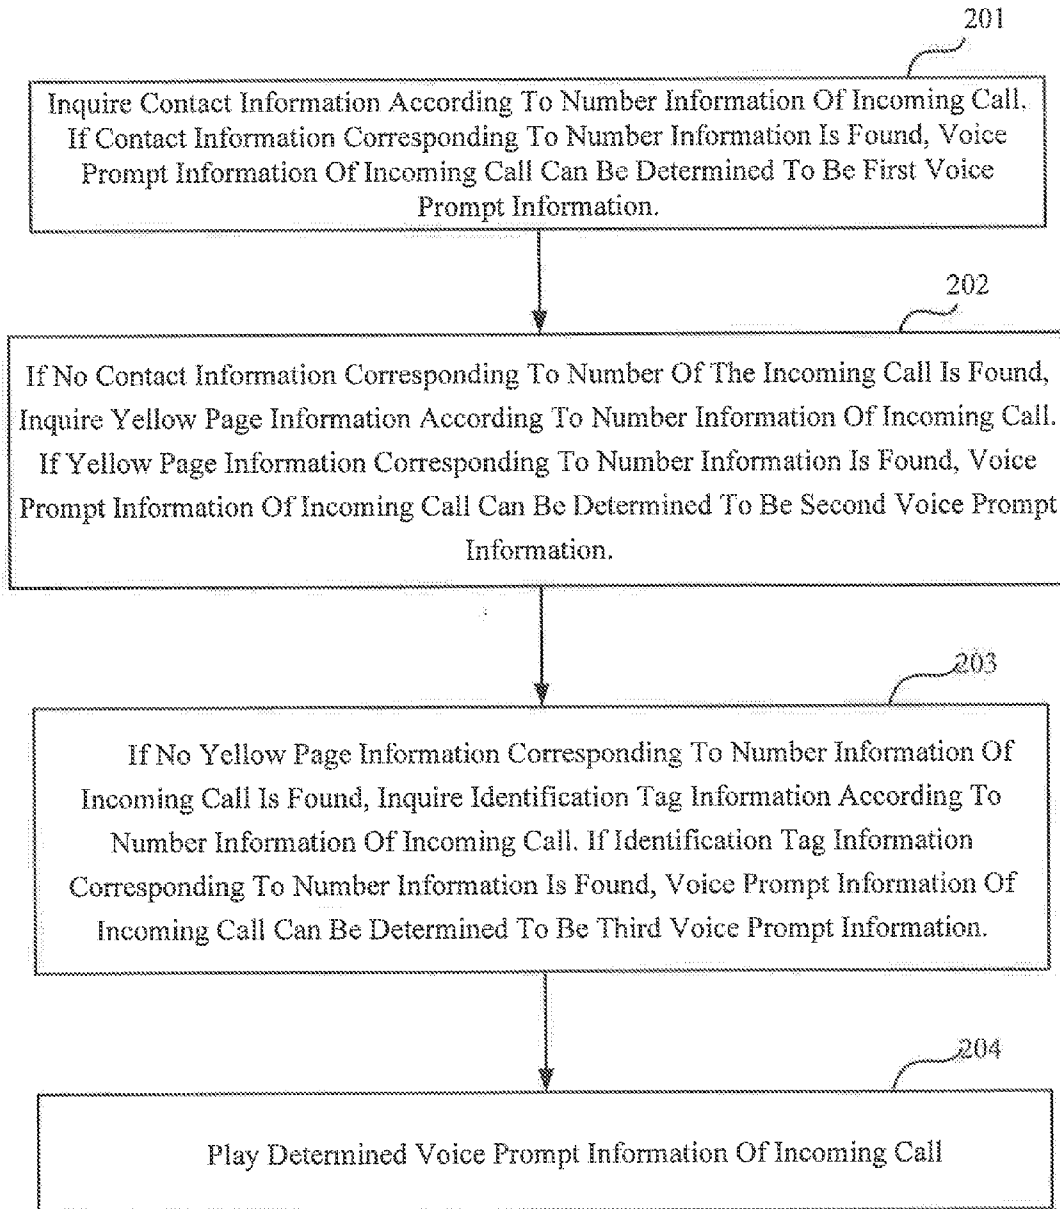 201
Inquire Contact Information According To Number Information Of Incoming Call.
If Contact Information Corresponding To Number Information Is Found, Voice
Prompt Information Of Incoming Call Can Be Determined To Be First Voice
Prompt Information.
202
If No Contact Information Corresponding To Number Of The Incoming Call Is Found,
Inquire Yellow Page Information According To Number Information Of Incoming Call.
If Yellow Page Information Corresponding To Number Information Is Found, Voice
Prompt Information Of Incoming Call Can Be Determined To Be Second Voice Prompt
Information.
203
If No Yellow Page Information Corresponding To Number Information Of
Incoming Call Is Found, Inquire Identification Tag Information According To
Number Information Of Incoming Call. If Identification Tag Information
Corresponding To Number Information Is Found, Voice Prompt Information Of
Incoming Call Can Be Determined To Be Third Voice Prompt Information.
204
Play Determined Voice Prompt Information Of Incoming Call